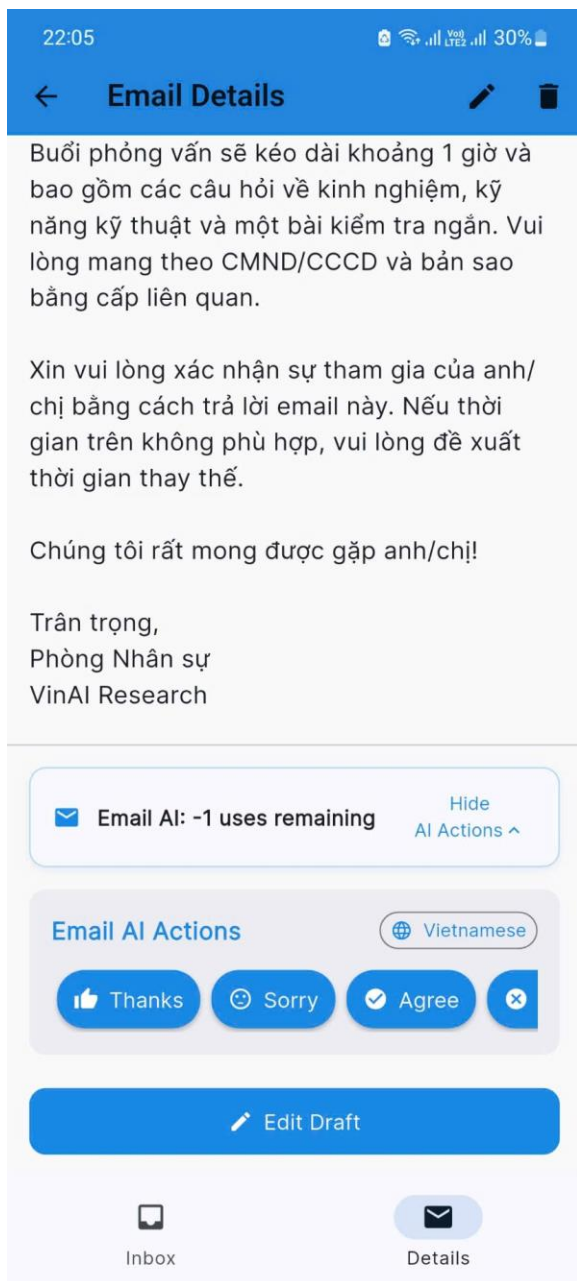 22:05
Voo) LTE2 30%
Email Details
Buổi phỏng vấn sẽ kéo dài khoảng 1 giờ và
bao gồm các câu hỏi về kinh nghiệm, kỹ
năng kỹ thuật và một bài kiểm tra ngắn. Vui
lòng mang theo CMND/CCCD và bản sao
bằng cấp liên quan.
Xin vui lòng xác nhận sự tham gia của anh/
chị bằng cách trả lời email này. Nếu thời
gian trên không phù hợp, vui lòng đề xuất
thời gian thay thế.
Chúng tôi rất mong được gặp anh/chị!
Trân trọng,
Phòng Nhân sự
VinAI Research
Email AI: -1 uses remaining
Hide
AI Actions
Email AI Actions
Vietnamese
Thanks
Sorry
Agree
Edit Draft
Inbox
Details